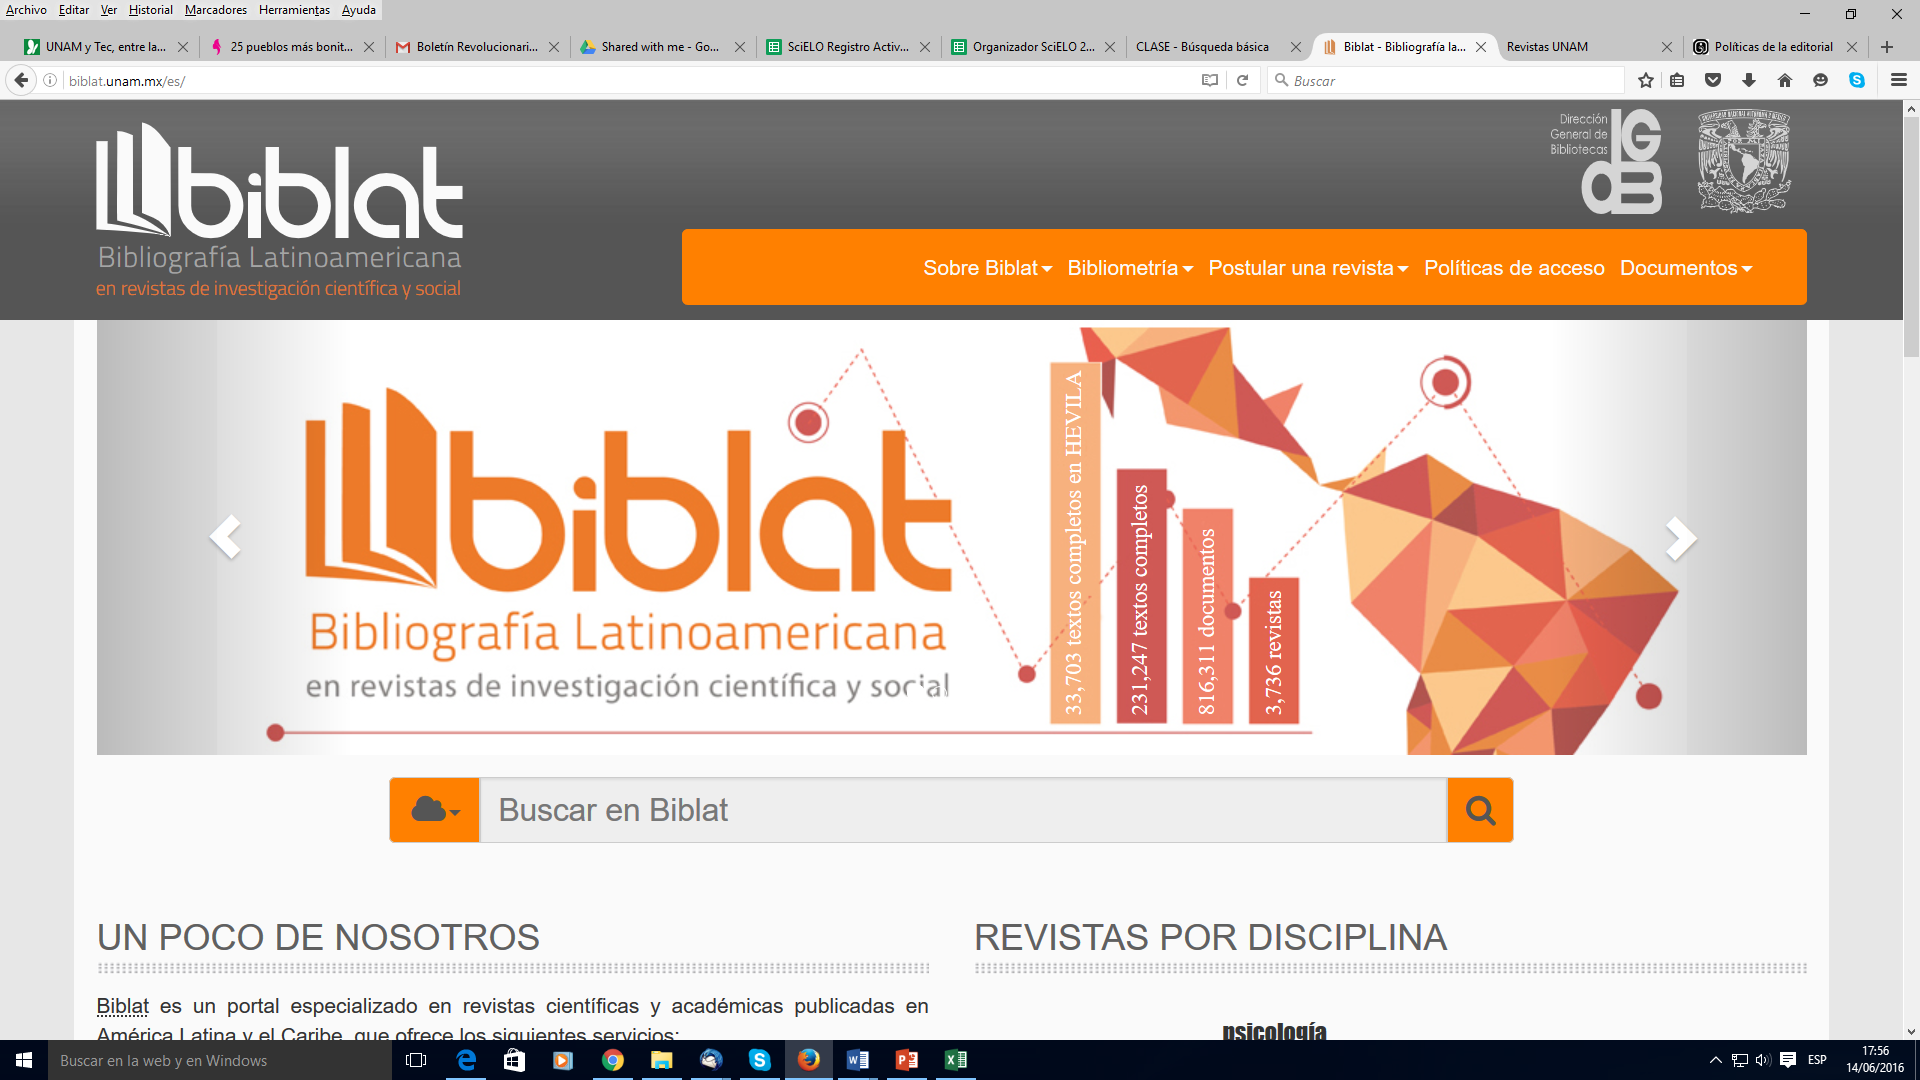 Archivo Editar Ver Historial Marcadores Herramientas Ayuda
UNAM y Tec, entre la...
25 pueblos más bonit...
Boletín Revolucionari...
Shared with me - Go...
SciELO Registro Activ...
Organizador SciELO 2...
CLASE - Búsqueda básica
Biblat - Bibliografía la...
Revistas UNAM
Políticas de la editorial
biblat.unam.mx/es/
Buscar
biblat
Bibliografía Latinoamericana
en revistas de investigación científica y social
Dirección
General de
Bibliotecas
DGB
Sobre Biblat Bibliometría Postular una revista Políticas de acceso Documentos
biblat
Bibliografía Latinoamericana
en revistas de investigación científica y social
33,703 textos completos en HEVILA
231,247 textos completos
816,311 documentos
3,736 revistas
Buscar en Biblat
UN POCO DE NOSOTROS
Biblat es un portal especializado en revistas científicas y académicas publicadas en
América Latina y el Caribe, que ofrece los siguientes servicios:
REVISTAS POR DISCIPLINA
psicología
Buscar en la web y en Windows
ESP
17:56
14/06/2016